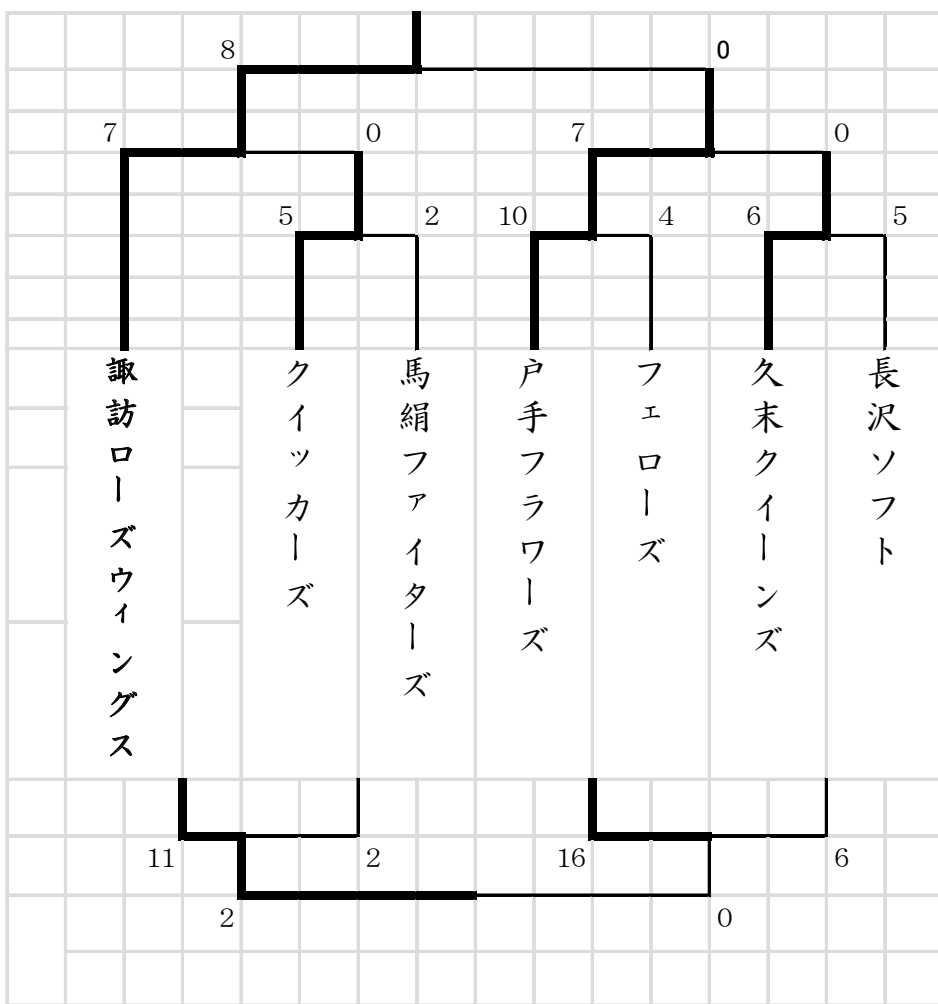 8 0
7 0 7 0
5 2 10 4 6 5
諏訪ローズウィングス
クイッカーズ
馬絹ファイターズ
戸手フラワーズ
フェローズ
久末クイーンズ
長沢ソフト
11 2 16 6
2 0